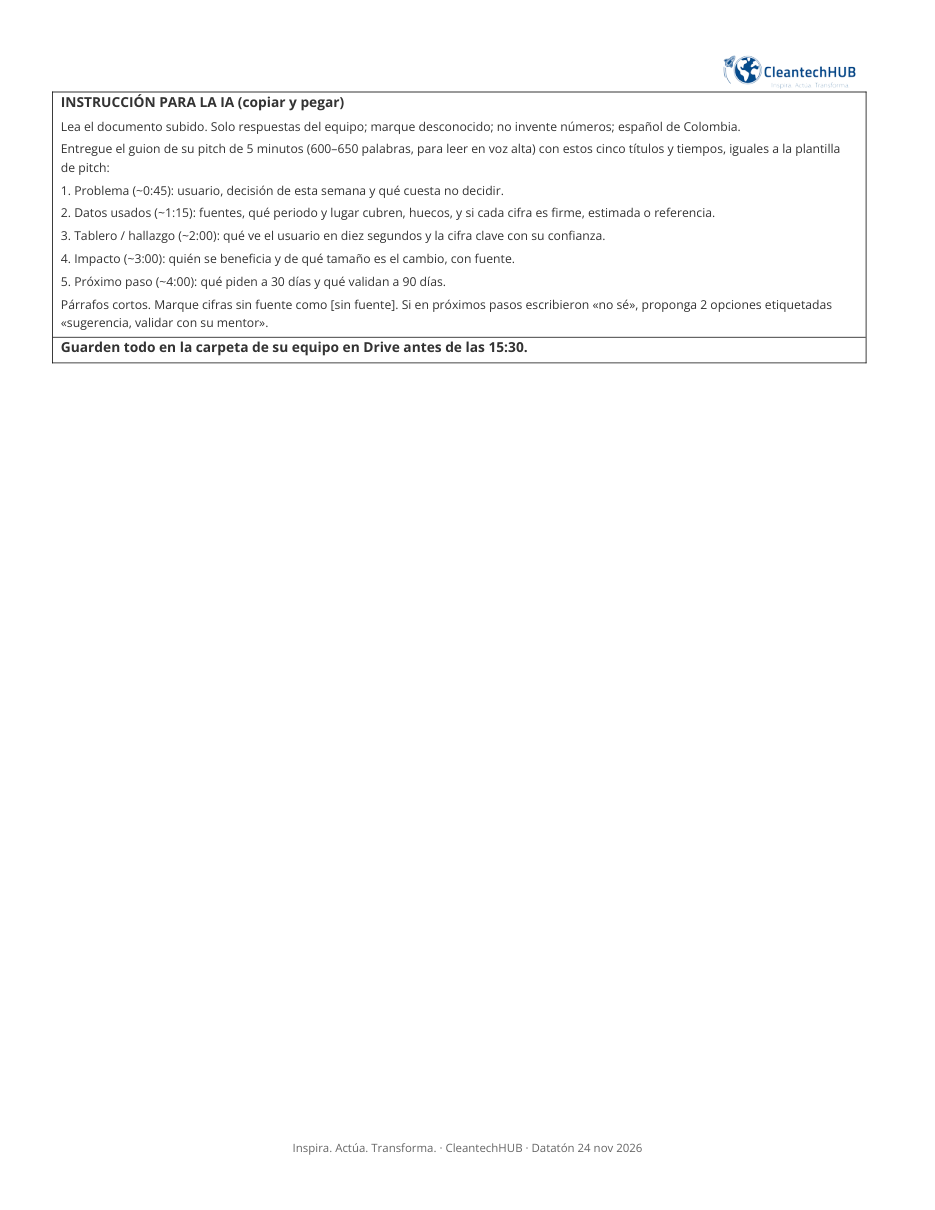 CleantechHUB
Inspira. Actúa. Transforma.
INSTRUCCIÓN PARA LA IA (copiar y pegar)
Lea el documento subido. Solo respuestas del equipo; marque desconocido; no invente números; español de Colombia.
Entregue el guion de su pitch de 5 minutos (600–650 palabras, para leer en voz alta) con estos cinco títulos y tiempos, iguales a la plantilla
de pitch:
1. Problema (~0:45): usuario, decisión de esta semana y qué cuesta no decidir.
2. Datos usados (~1:15): fuentes, qué periodo y lugar cubren, huecos, y si cada cifra es firme, estimada o referencia.
3. Tablero / hallazgo (~2:00): qué ve el usuario en diez segundos y la cifra clave con su confianza.
4. Impacto (~3:00): quién se beneficia y de qué tamaño es el cambio, con fuente.
5. Próximo paso (~4:00): qué piden a 30 días y qué validan a 90 días.
Párrafos cortos. Marque cifras sin fuente como [sin fuente]. Si en próximos pasos escribieron «no sé», proponga 2 opciones etiquetadas
«sugerencia, validar con su mentor».
Guarden todo en la carpeta de su equipo en Drive antes de las 15:30.
Inspira. Actúa. Transforma. · CleantechHUB · Datatón 24 nov 2026